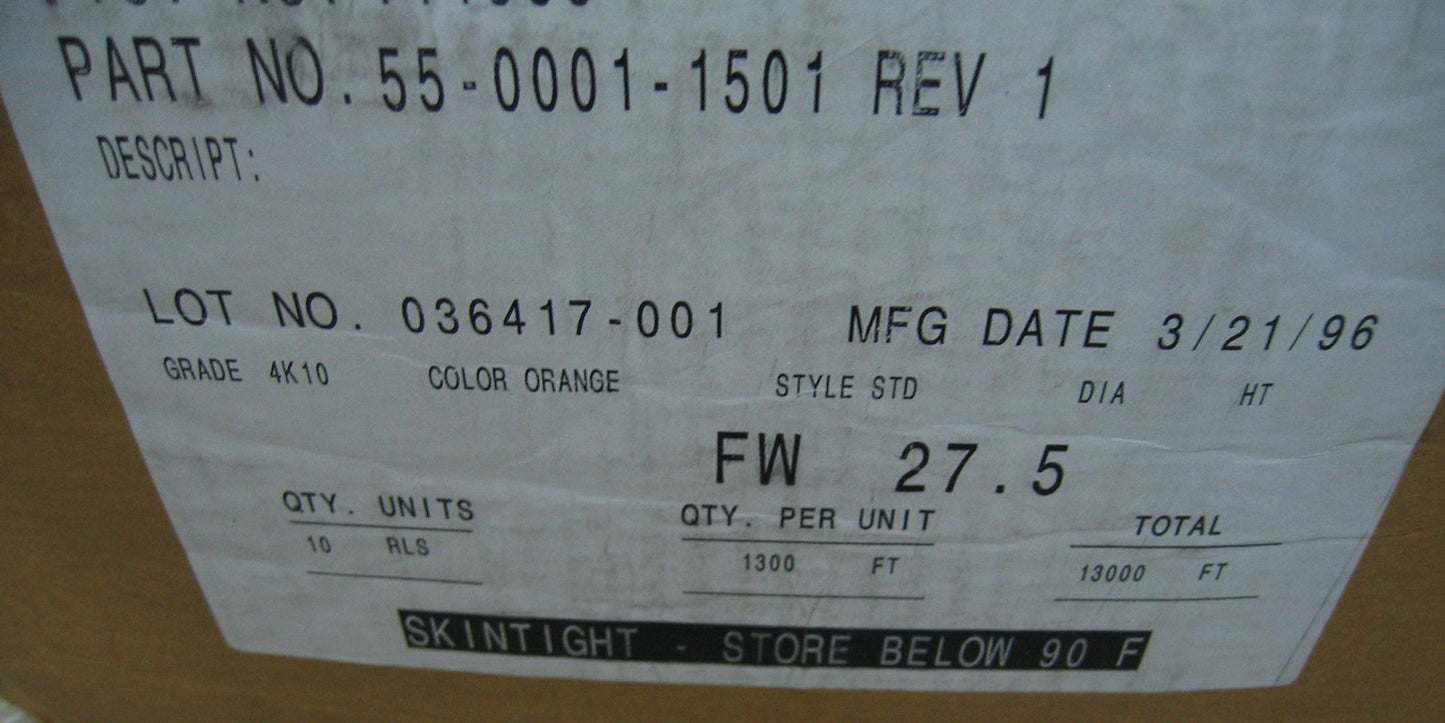 PART NO. 55-0001-1501 REV 1
DESCRIPT:
LOT NO. 036417-001 MFG DATE 3/21/96
GRADE 4K10 COLOR ORANGE STYLE STD DIA HT
FW 27.5
QTY. UNITS QTY. PER UNIT TOTAL
10 RLS 1300 FT 13000 FT
SKINTIGHT - STORE BELOW 90 F